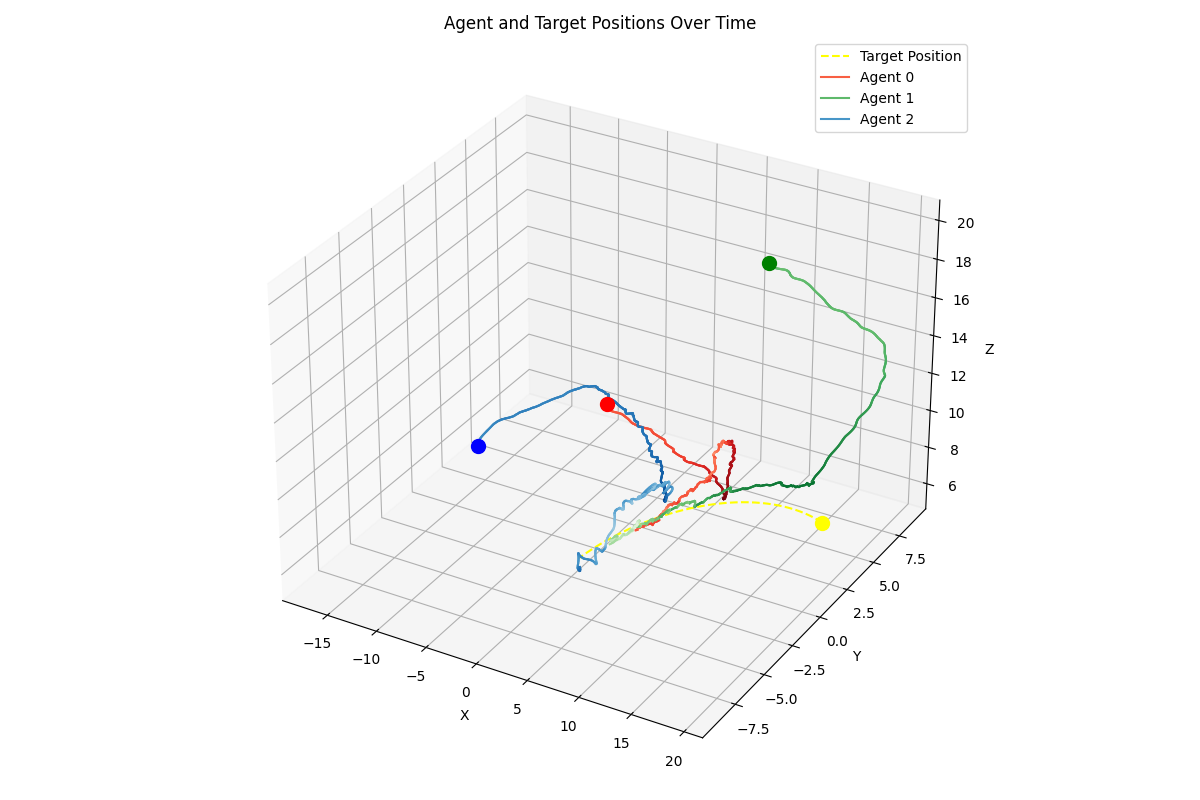 Agent and Target Positions Over Time
Target Position
Agent 0
Agent 1
Agent 2
20
18
16
14
12
10
8
6
Z
7.5
5.0
2.5
0.0
−2.5
−5.0
−7.5
Y
−15
−10
−5
0
5
10
15
20
X